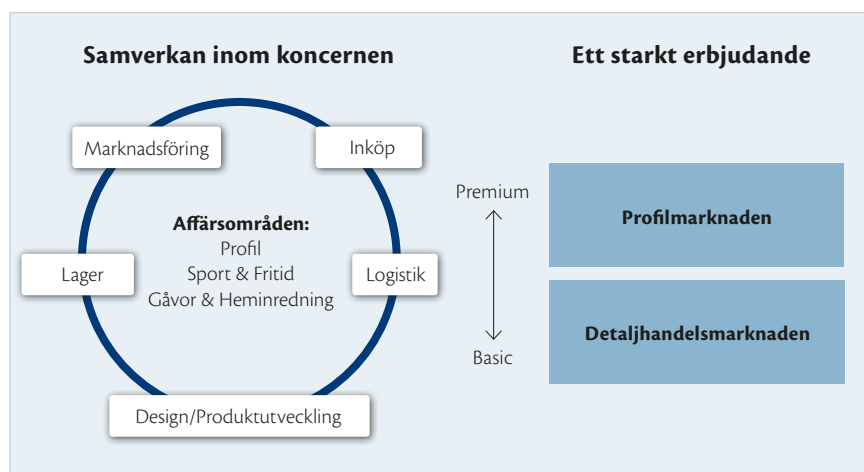 Samverkan inom koncernen
Marknadsföring
Inköp
Affärsområden:
Profil
Sport & Fritid
Gåvor & Heminredning
Lager
Logistik
Design/Produktutveckling
Ett starkt erbjudande
Premium
Basic
Profilmarknaden
Detaljhandelsmarknaden